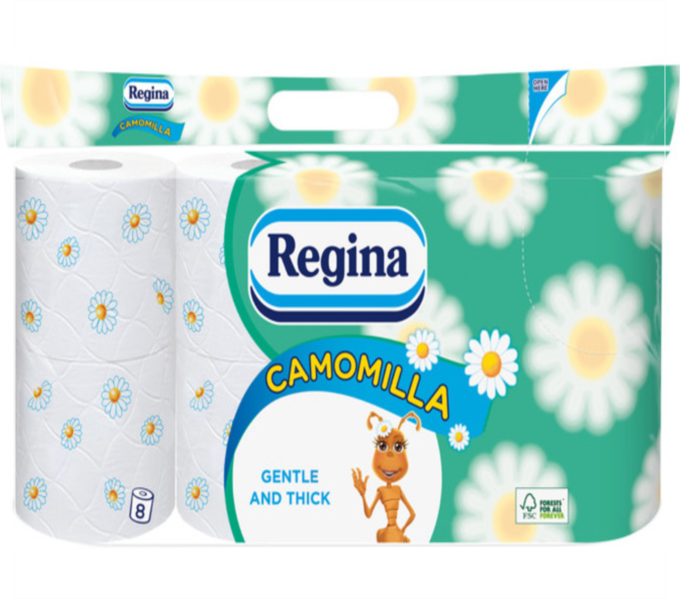 Regina
CAMOMILLA
OPEN
HERE
Regina
CAMOMILLA
GENTLE
AND THICK
8
FSC
FORESTS
FOR ALL
FOREVER